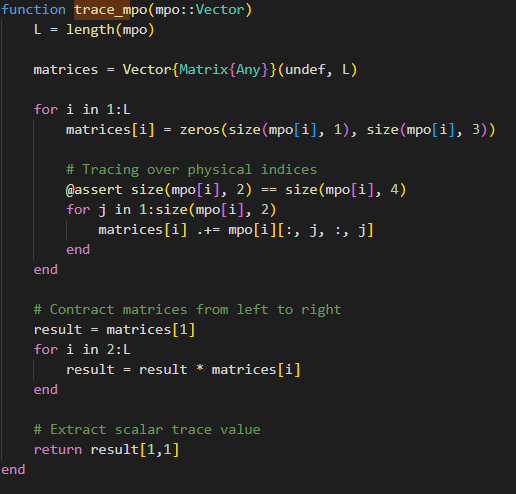 function trace_mpo(mpo::Vector)
    L = length(mpo)

    matrices = Vector{Matrix{Any}}(undef, L)

    for i in 1:L
        matrices[i] = zeros(size(mpo[i], 1), size(mpo[i], 3))

        # Tracing over physical indices
        @assert size(mpo[i], 2) == size(mpo[i], 4)
        for j in 1:size(mpo[i], 2)
            matrices[i] .+= mpo[i][:, j, :, j]
        end
    end

    # Contract matrices from left to right
    result = matrices[1]
    for i in 2:L
        result = result * matrices[i]
    end

    # Extract scalar trace value
    return result[1,1]
end